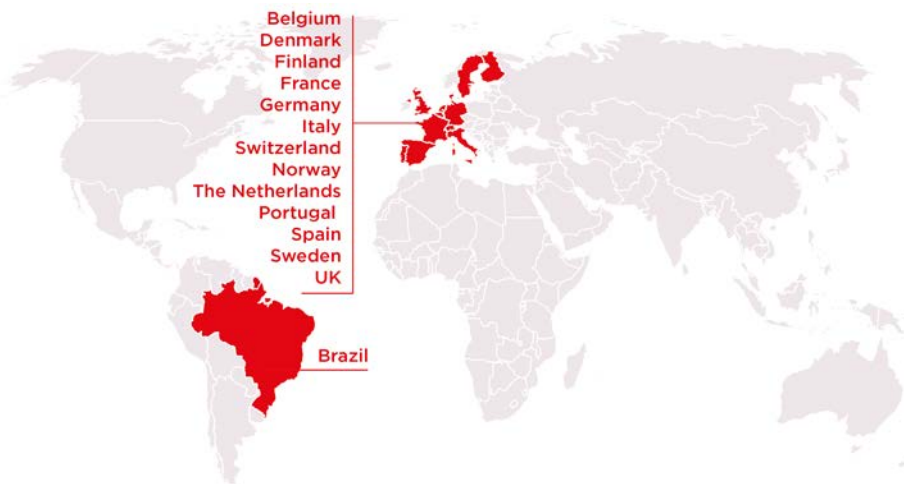 Belgium
Denmark
Finland
France
Germany
Italy
Switzerland
Norway
The Netherlands
Portugal
Spain
Sweden
UK
Brazil